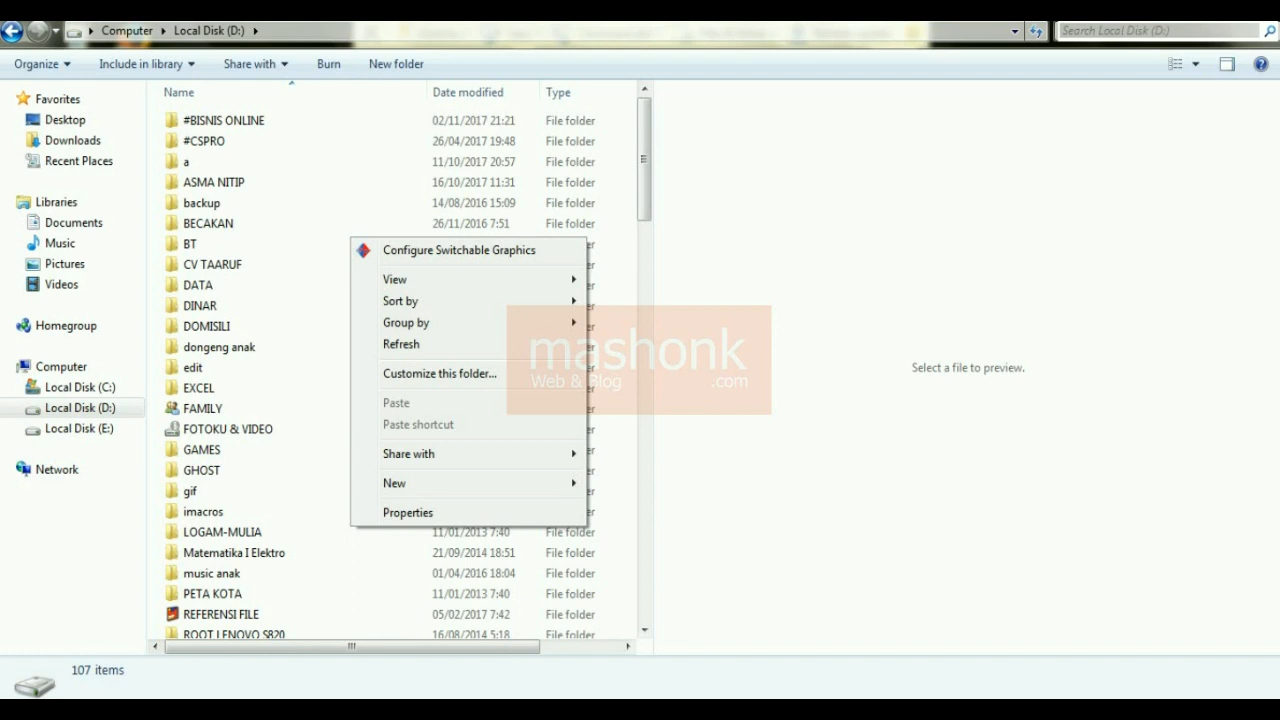 Computer Local Disk (D:)
Search Local Disk (D:)
Organize Include in library Share with Burn New folder
Favorites
Desktop
Downloads
Recent Places
Libraries
Documents
Music
Pictures
Videos
Homegroup
Computer
Local Disk (C:)
Local Disk (D:)
Local Disk (E:)
Network
Name Date modified Type
#BISNIS ONLINE 02/11/2017 21:21 File folder
#CSPRO 26/04/2017 19:48 File folder
a 11/10/2017 20:57 File folder
ASMA NITIP 16/10/2017 11:31 File folder
backup 14/08/2016 15:09 File folder
BECAKAN 26/11/2016 7:51 File folder
BT
CV TAARUF
DATA
DINAR
DOMISILI
dongeng anak
edit
EXCEL
FAMILY
FOTOKU & VIDEO
GAMES
GHOST
gif
imacros
LOGAM-MULIA 11/01/2013 7:40 File folder
Matematika I Elektro 21/09/2014 18:51 File folder
music anak 01/04/2016 18:04 File folder
PETA KOTA 11/01/2013 7:40 File folder
REFERENSI FILE 05/02/2017 7:42 File folder
ROOT LENOVO S820 16/08/2014 5:18 File folder
Configure Switchable Graphics
View
Sort by
Group by
Refresh
Customize this folder...
Paste
Paste shortcut
Share with
New
Properties
mashonk
Web & Blog .com
Select a file to preview.
107 items